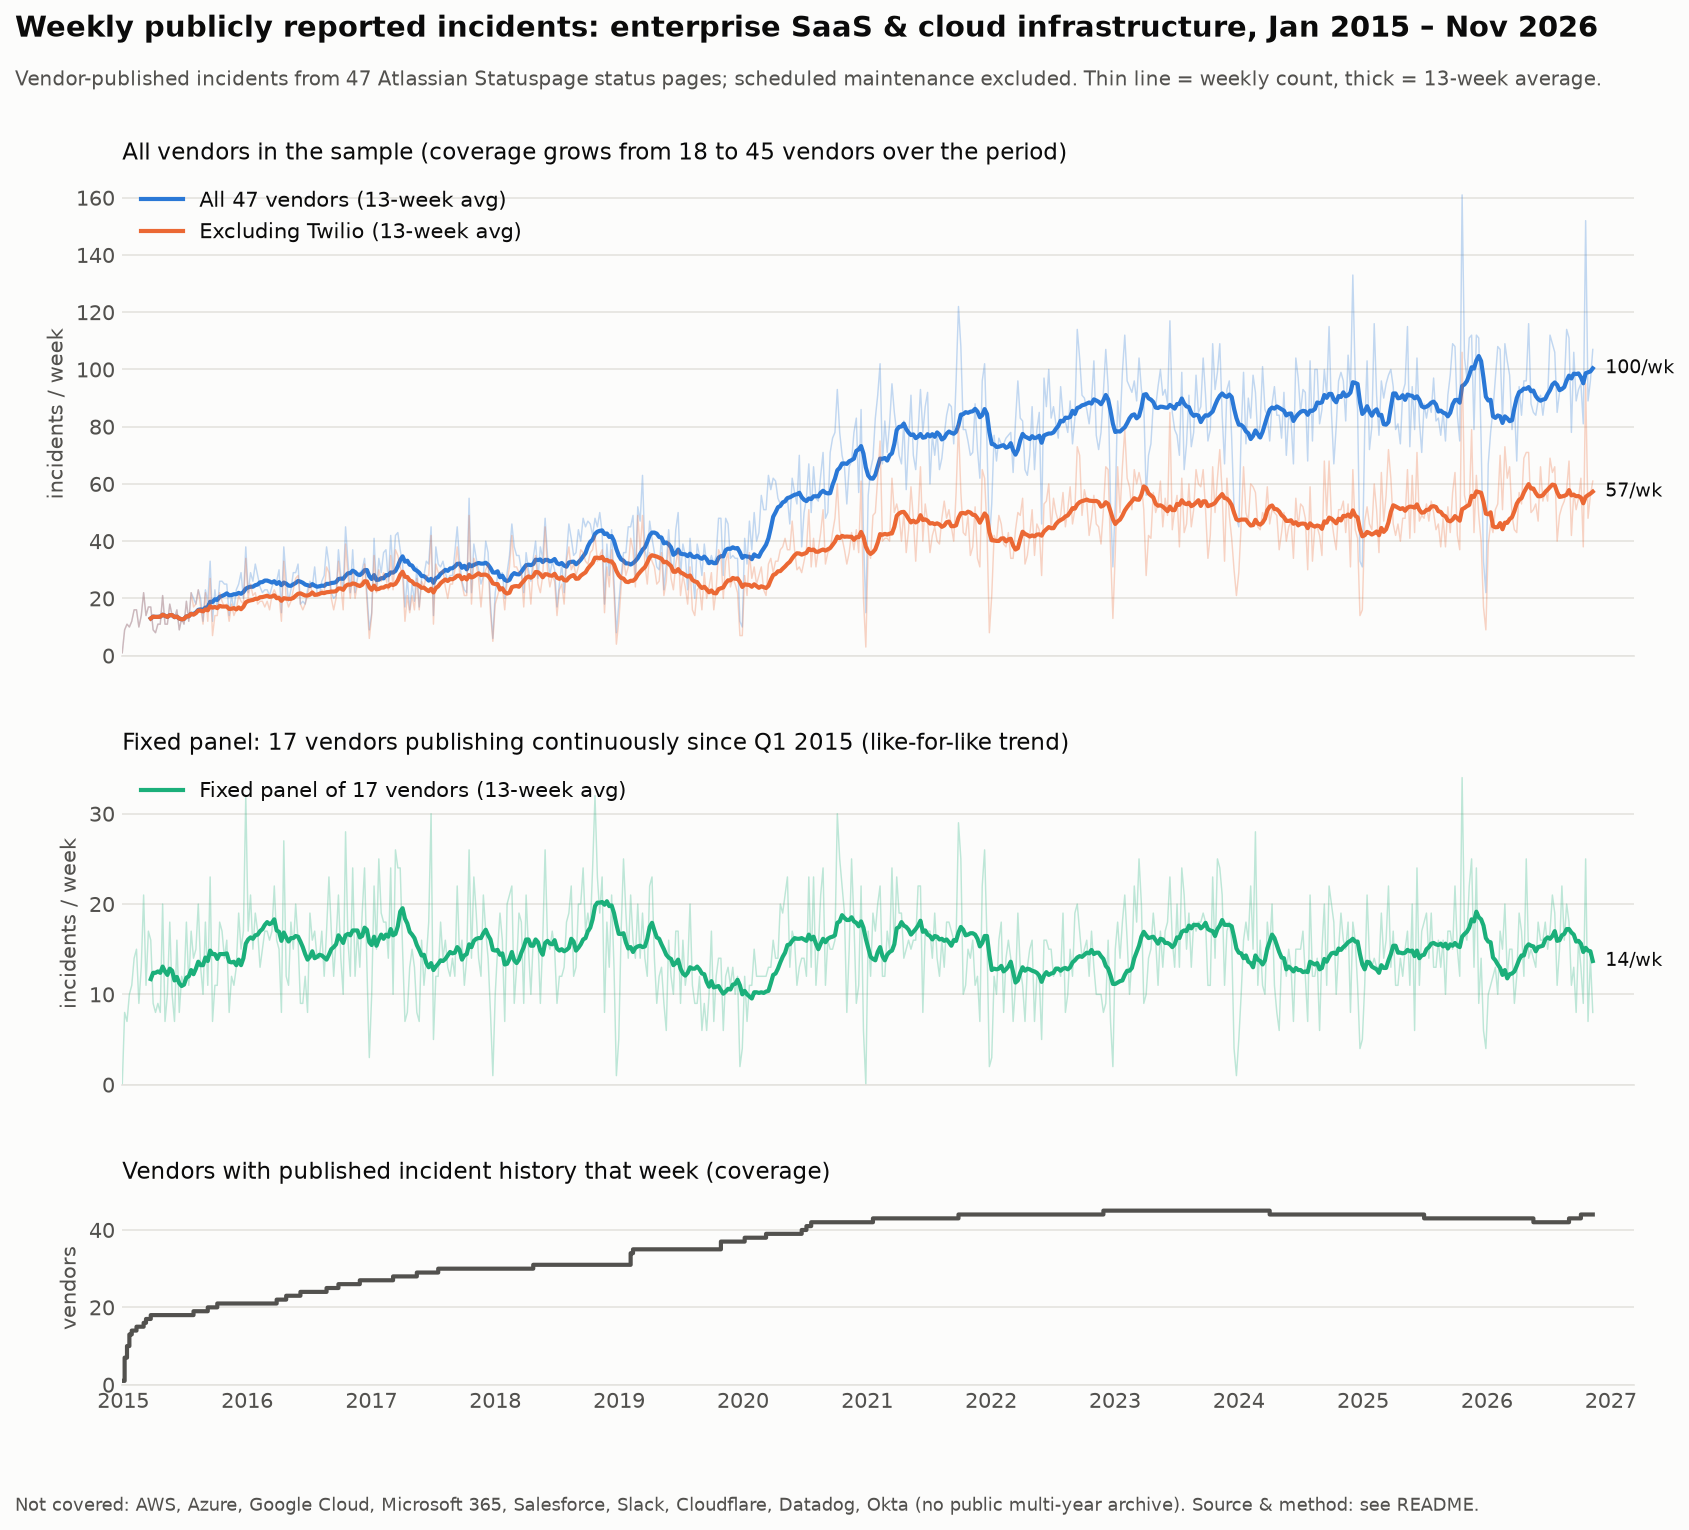 Weekly publicly reported incidents: enterprise SaaS & cloud infrastructure, Jan 2015 – Nov 2026
Vendor-published incidents from 47 Atlassian Statuspage status pages; scheduled maintenance excluded. Thin line = weekly count, thick = 13-week average.
All vendors in the sample (coverage grows from 18 to 45 vendors over the period)
All 47 vendors (13-week avg)
Excluding Twilio (13-week avg)
incidents / week
160
140
120
100
80
60
40
20
0
100/wk
57/wk
Fixed panel: 17 vendors publishing continuously since Q1 2015 (like-for-like trend)
Fixed panel of 17 vendors (13-week avg)
incidents / week
30
20
10
0
14/wk
Vendors with published incident history that week (coverage)
vendors
40
20
0
2015 2016 2017 2018 2019 2020 2021 2022 2023 2024 2025 2026 2027
Not covered: AWS, Azure, Google Cloud, Microsoft 365, Salesforce, Slack, Cloudflare, Datadog, Okta (no public multi-year archive). Source & method: see README.